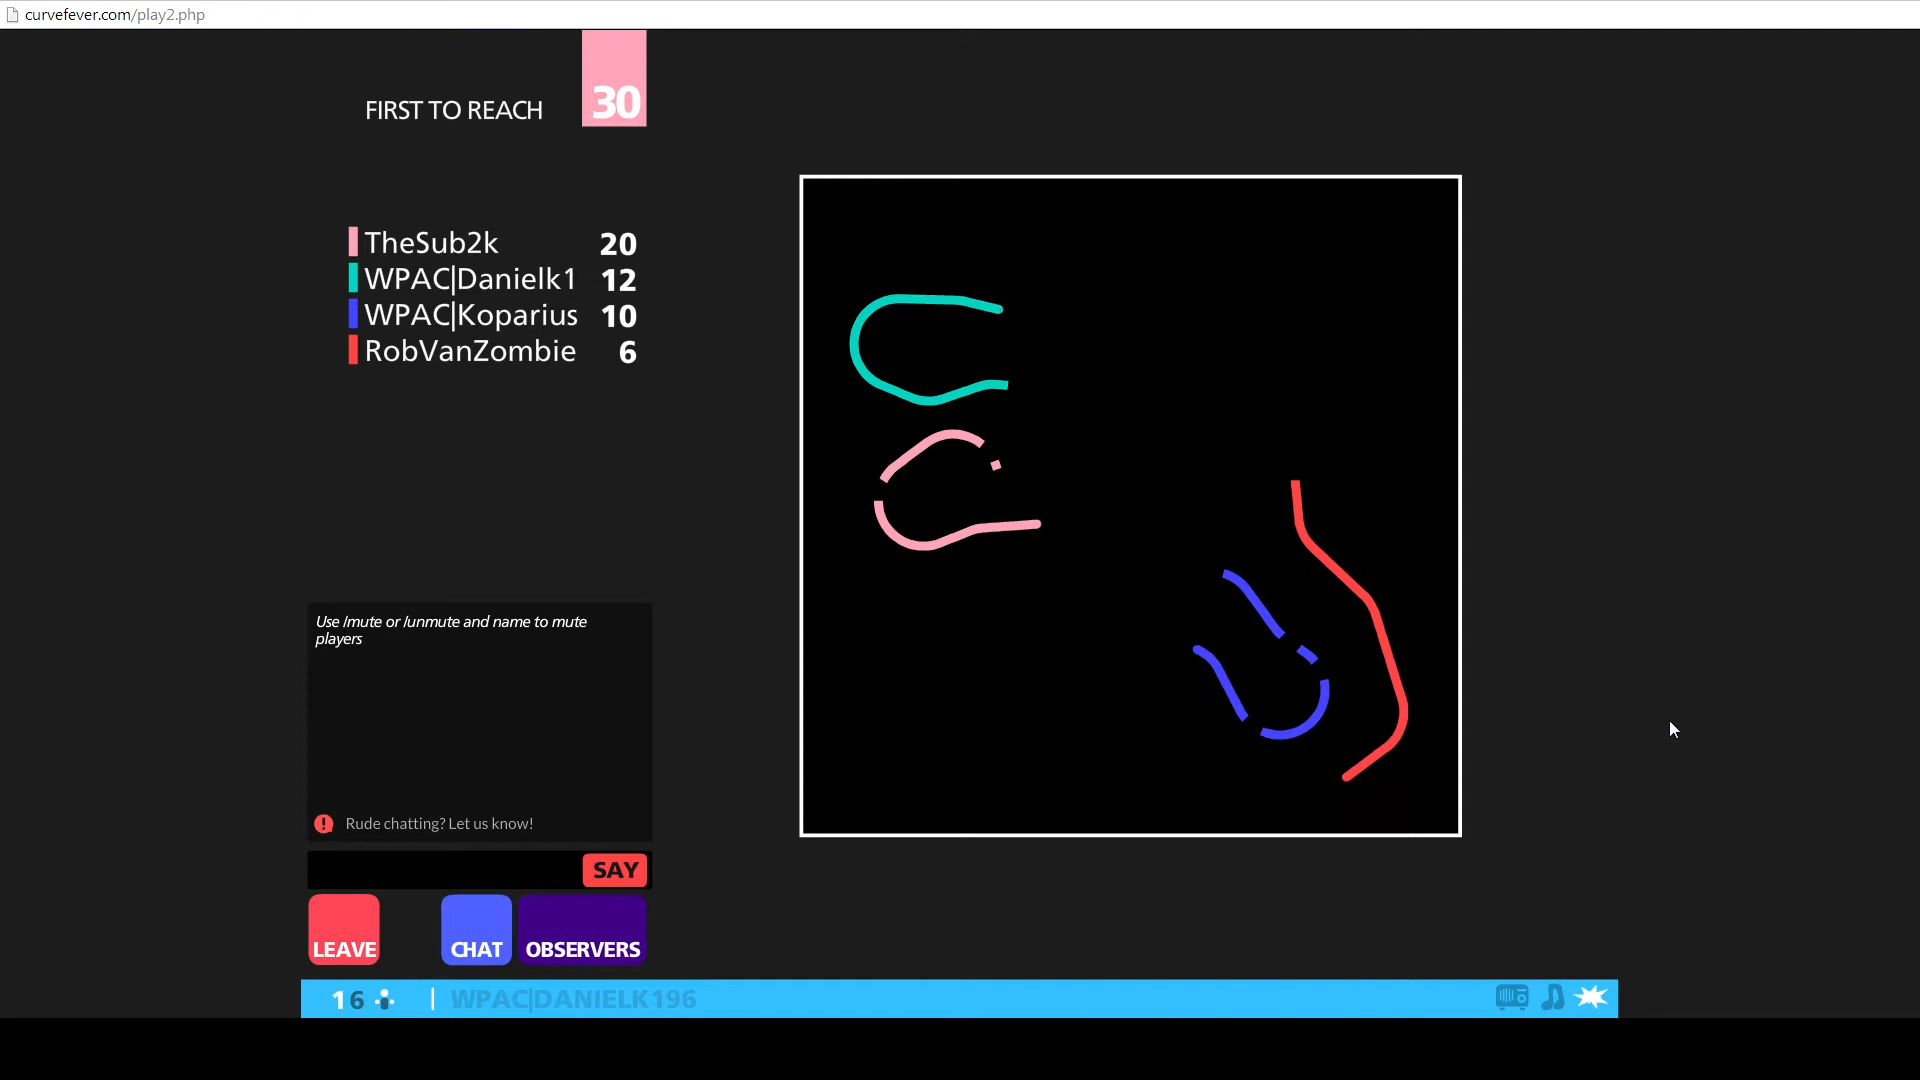 curvefever.com/play2.php
FIRST TO REACH 30
TheSub2k 20
WPAC|Danielk1 12
WPAC|Koparius 10
RobVanZombie 6
Use /mute or /unmute and name to mute
players
Rude chatting? Let us know!
SAY
LEAVE CHAT OBSERVERS
16 | WPAC|DANIELK196